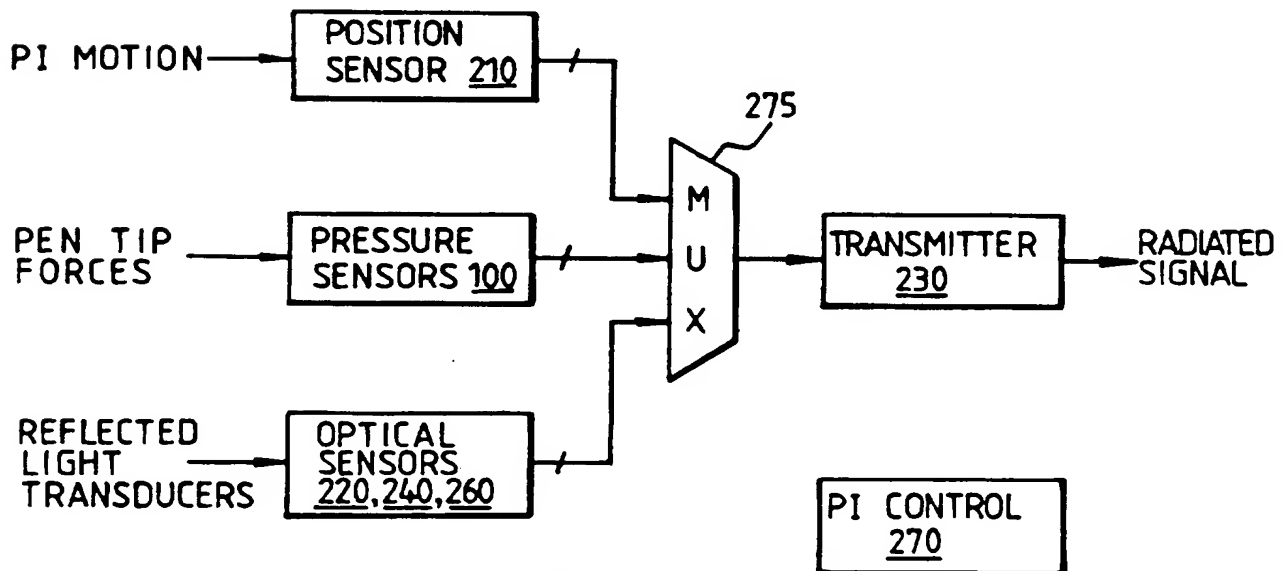 PI MOTION
POSITION
SENSOR 210
275
PEN TIP
FORCES
PRESSURE
SENSORS 100
M
U
X
TRANSMITTER
230
RADIATED
SIGNAL
REFLECTED
LIGHT
TRANSDUCERS
OPTICAL
SENSORS
220, 240, 260
PI CONTROL
270